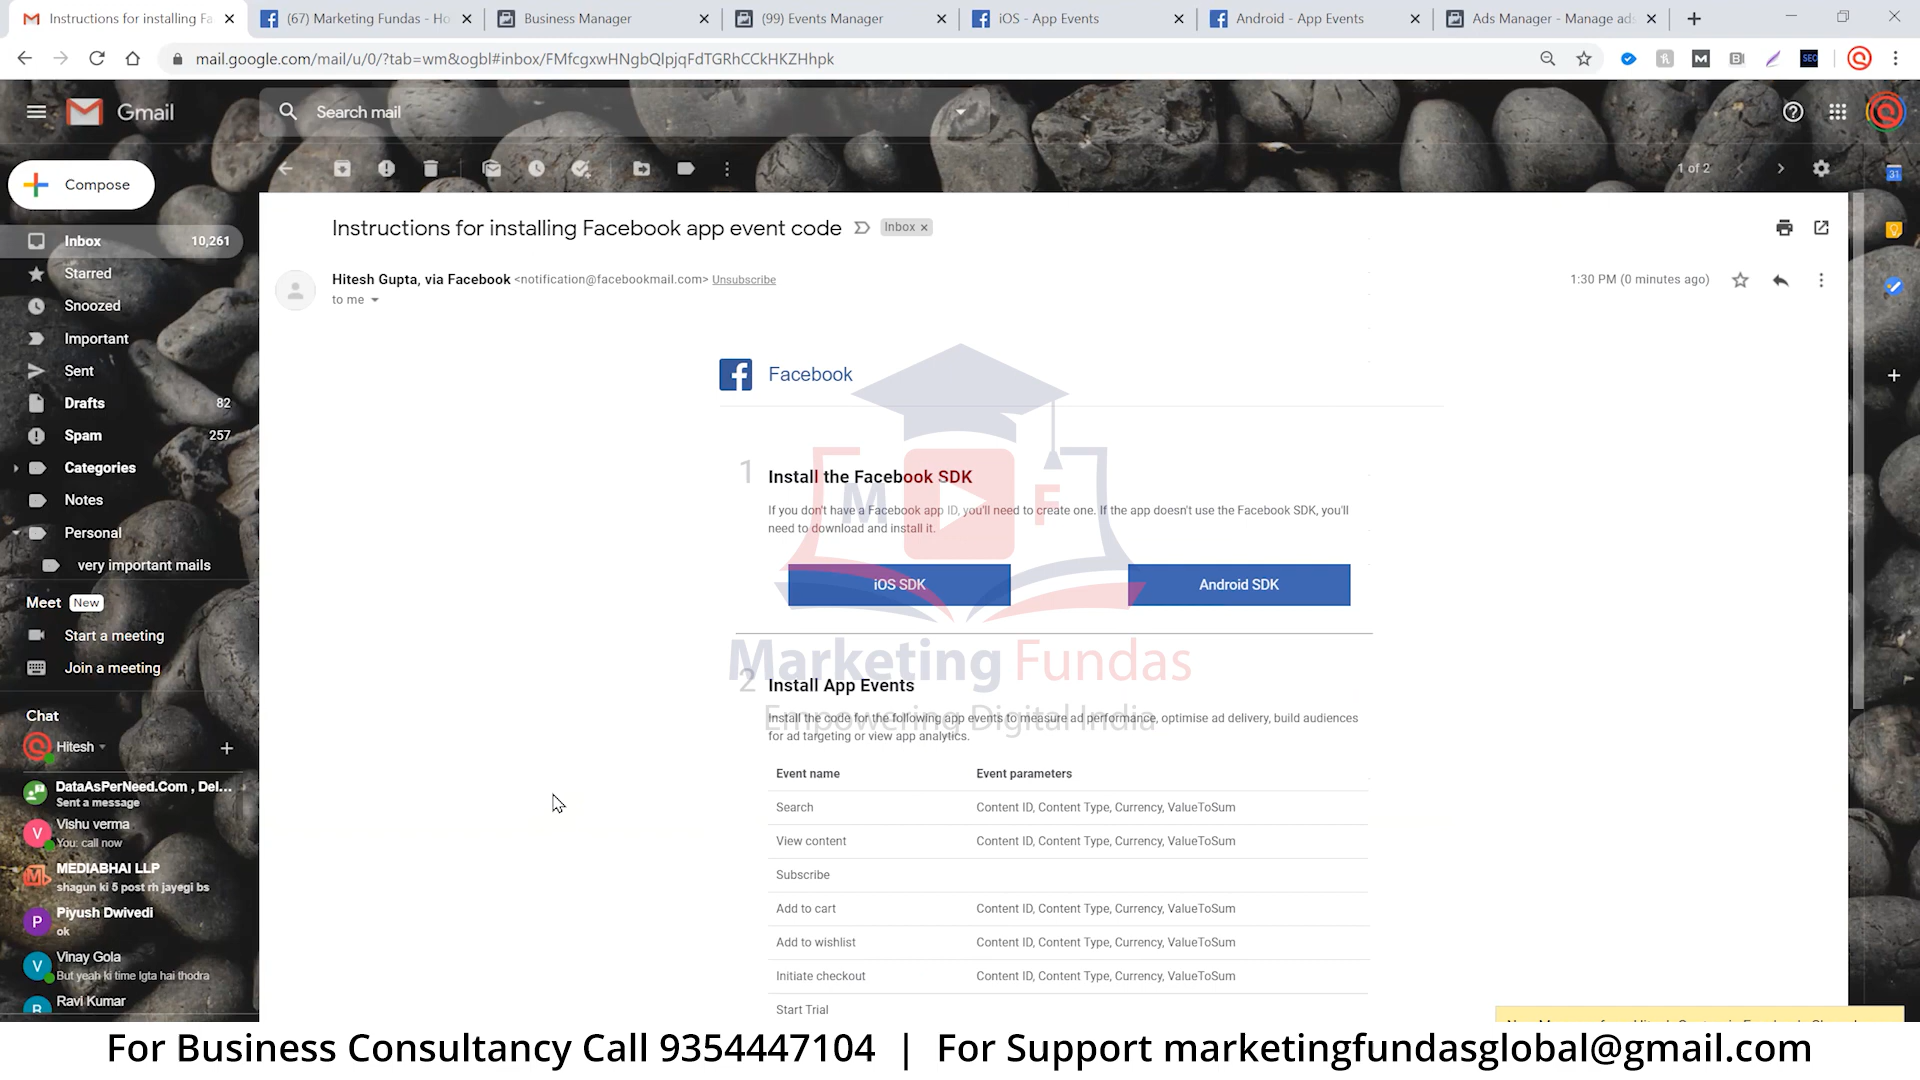 Instructions for installing Fa
(67) Marketing Fundas - Ho
Business Manager
(99) Events Manager
iOS - App Events
Android - App Events
Ads Manager - Manage ads
mail.google.com/mail/u/0/?tab=wm&ogbl#inbox/FMfcgxwHNgbQlpjqFdTGRhCCkHKZHhpk
SEO
Gmail
Search mail
Compose
1 of 2
31
Instructions for installing Facebook app event code
Inbox ×
Inbox 10,261
Starred
Snoozed
Important
Sent
Drafts 82
Spam 257
Categories
Notes
Personal
very important mails
Meet New
Start a meeting
Join a meeting
Chat
Hitesh
DataAsPerNeed.Com , Del...
Sent a message
V
Vishu verma
You: call now
MEDIABHAI LLP
shagun ki 5 post rh jayegi bs
P
Piyush Dwivedi
ok
V
Vinay Gola
But yeah ki time lgta hai thodra
Ravi Kumar
Hitesh Gupta, via Facebook <notification@facebookmail.com> Unsubscribe
1:30 PM (0 minutes ago)
to me
Facebook
1 Install the Facebook SDK
If you don't have a Facebook app ID, you'll need to create one. If the app doesn't use the Facebook SDK, you'll
need to download and install it.
M F
iOS SDK
Android SDK
Marketing Fundas
Empowering Digital India
2 Install App Events
Install the code for the following app events to measure ad performance, optimise ad delivery, build audiences
for ad targeting or view app analytics.
Event name Event parameters
Search Content ID, Content Type, Currency, ValueToSum
View content Content ID, Content Type, Currency, ValueToSum
Subscribe
Add to cart Content ID, Content Type, Currency, ValueToSum
Add to wishlist Content ID, Content Type, Currency, ValueToSum
Initiate checkout Content ID, Content Type, Currency, ValueToSum
Start Trial
For Business Consultancy Call 9354447104 | For Support marketingfundasglobal@gmail.com